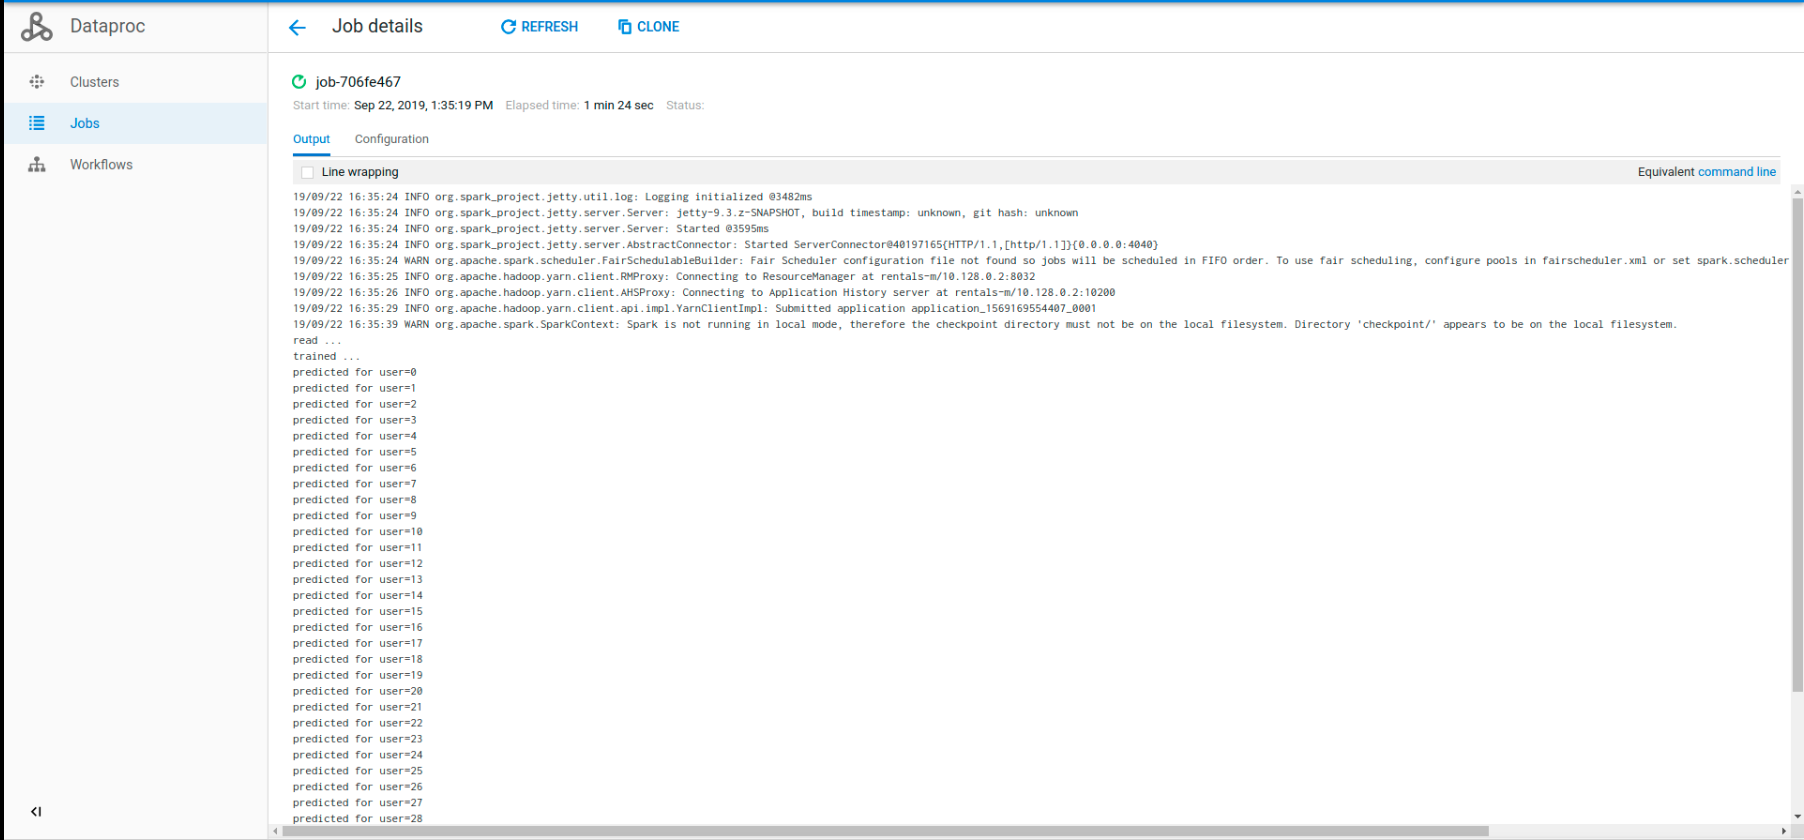 Dataproc
Job details
REFRESH
CLONE
Clusters
Jobs
Workflows
job-706fe467
Start time: Sep 22, 2019, 1:35:19 PM Elapsed time: 1 min 24 sec Status:
Output Configuration
Line wrapping
Equivalent command line
19/09/22 16:35:24 INFO org.spark_project.jetty.util.log: Logging initialized @3482ms
19/09/22 16:35:24 INFO org.spark_project.jetty.server.Server: jetty-9.3.z-SNAPSHOT, build timestamp: unknown, git hash: unknown
19/09/22 16:35:24 INFO org.spark_project.jetty.server.Server: Started @3595ms
19/09/22 16:35:24 INFO org.spark_project.jetty.server.AbstractConnector: Started ServerConnector@40197165{HTTP/1.1,[http/1.1]}{0.0.0.0:4040}
19/09/22 16:35:24 WARN org.apache.spark.scheduler.FairSchedulableBuilder: Fair Scheduler configuration file not found so jobs will be scheduled in FIFO order. To use fair scheduling, configure pools in fairscheduler.xml or set spark.scheduler
19/09/22 16:35:25 INFO org.apache.hadoop.yarn.client.RMProxy: Connecting to ResourceManager at rentals-m/10.128.0.2:8032
19/09/22 16:35:26 INFO org.apache.hadoop.yarn.client.AHSProxy: Connecting to Application History server at rentals-m/10.128.0.2:10200
19/09/22 16:35:29 INFO org.apache.hadoop.yarn.client.api.impl.YarnClientImpl: Submitted application application_1569169554407_0001
19/09/22 16:35:39 WARN org.apache.spark.SparkContext: Spark is not running in local mode, therefore the checkpoint directory must not be on the local filesystem. Directory 'checkpoint/' appears to be on the local filesystem.
read ...
trained ...
predicted for user=0
predicted for user=1
predicted for user=2
predicted for user=3
predicted for user=4
predicted for user=5
predicted for user=6
predicted for user=7
predicted for user=8
predicted for user=9
predicted for user=10
predicted for user=11
predicted for user=12
predicted for user=13
predicted for user=14
predicted for user=15
predicted for user=16
predicted for user=17
predicted for user=18
predicted for user=19
predicted for user=20
predicted for user=21
predicted for user=22
predicted for user=23
predicted for user=24
predicted for user=25
predicted for user=26
predicted for user=27
predicted for user=28